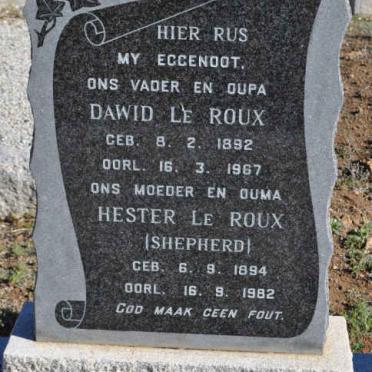 HIER RUS
MY EGGENOOT,
ONS VADER EN OUPA
DAWID LE ROUX
GEB. 8. 2. 1892
OORL. 16. 3. 1967
ONS MOEDER EN OUMA
HESTER LE ROUX
(SHEPHERD)
GEB. 6. 9. 1894
OORL. 16. 9. 1982
GOD MAAK GEEN FOUT.